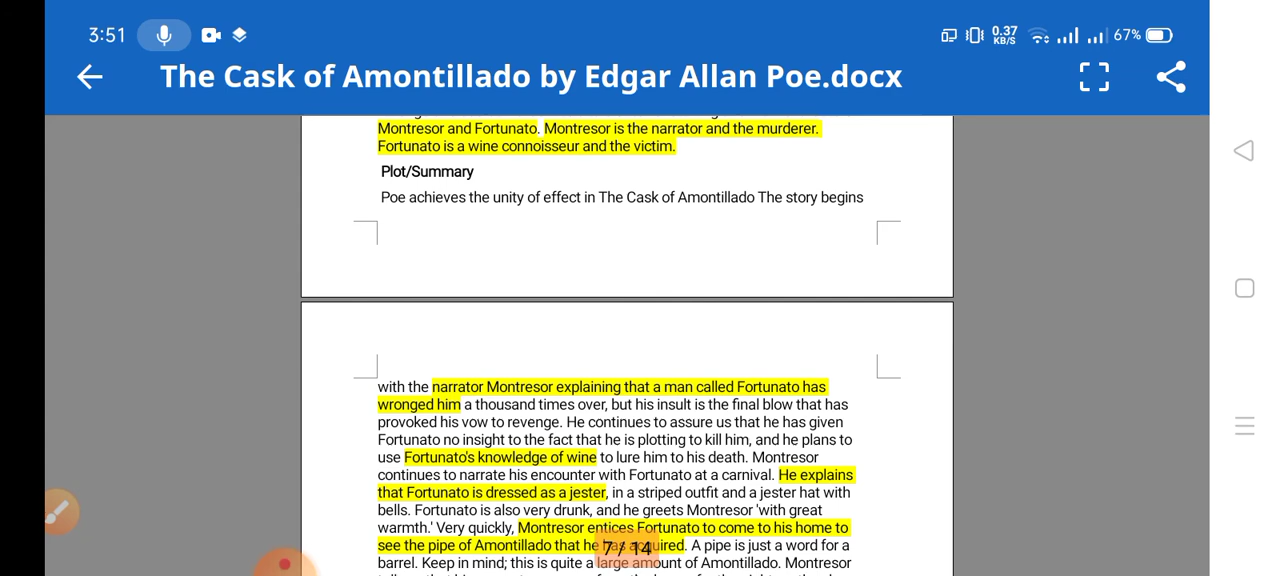 3:51
0.37 KB/S
67%
The Cask of Amontillado by Edgar Allan Poe.docx
Montresor and Fortunato. Montresor is the narrator and the murderer.
Fortunato is a wine connoisseur and the victim.
Plot/Summary
Poe achieves the unity of effect in The Cask of Amontillado The story begins
with the narrator Montresor explaining that a man called Fortunato has
wronged him a thousand times over, but his insult is the final blow that has
provoked his vow to revenge. He continues to assure us that he has given
Fortunato no insight to the fact that he is plotting to kill him, and he plans to
use Fortunato's knowledge of wine to lure him to his death. Montresor
continues to narrate his encounter with Fortunato at a carnival. He explains
that Fortunato is dressed as a jester, in a striped outfit and a jester hat with
bells. Fortunato is also very drunk, and he greets Montresor 'with great
warmth.' Very quickly, Montresor entices Fortunato to come to his home to
see the pipe of Amontillado that he has acquired. A pipe is just a word for a
7 / 14
barrel. Keep in mind; this is quite a large amount of Amontillado. Montresor